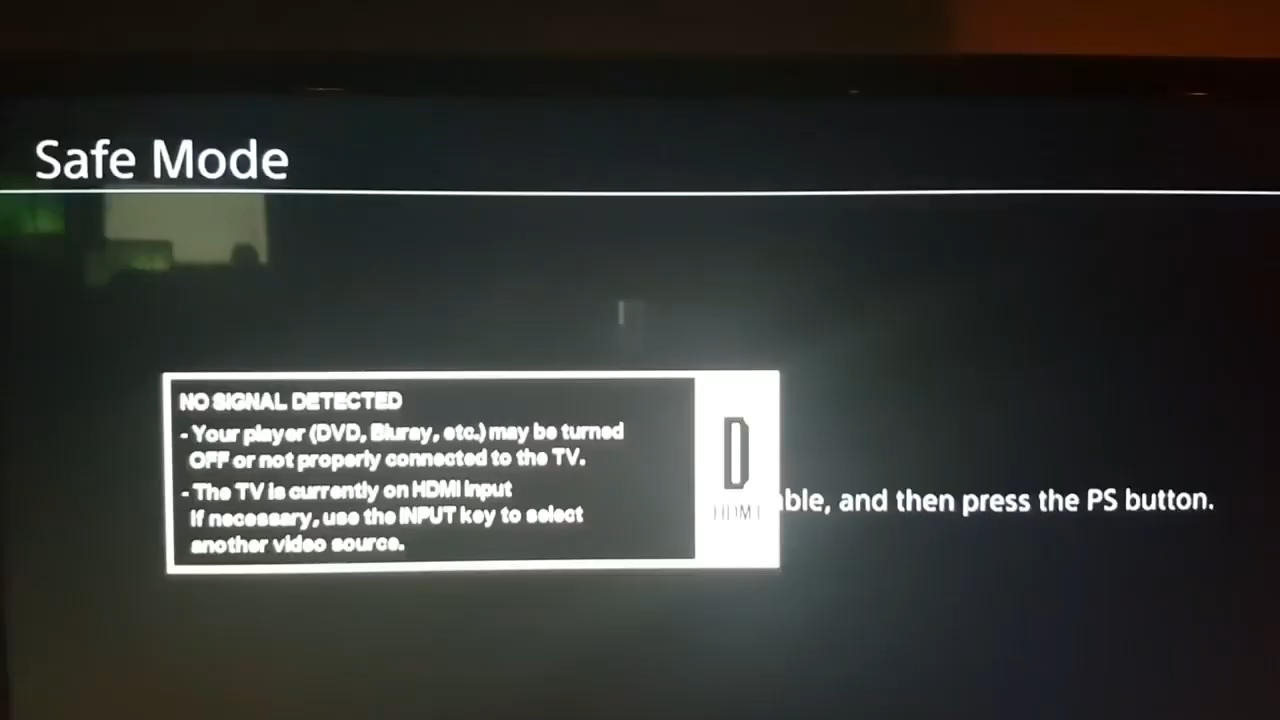 Safe Mode
NO SIGNAL DETECTED
- Your player (DVD, Bluray, etc.) may be turned
OFF or not properly connected to the TV.
- The TV is currently on HDMI input
If necessary, use the INPUT key to select
another video source.
HDMI
ble, and then press the PS button.